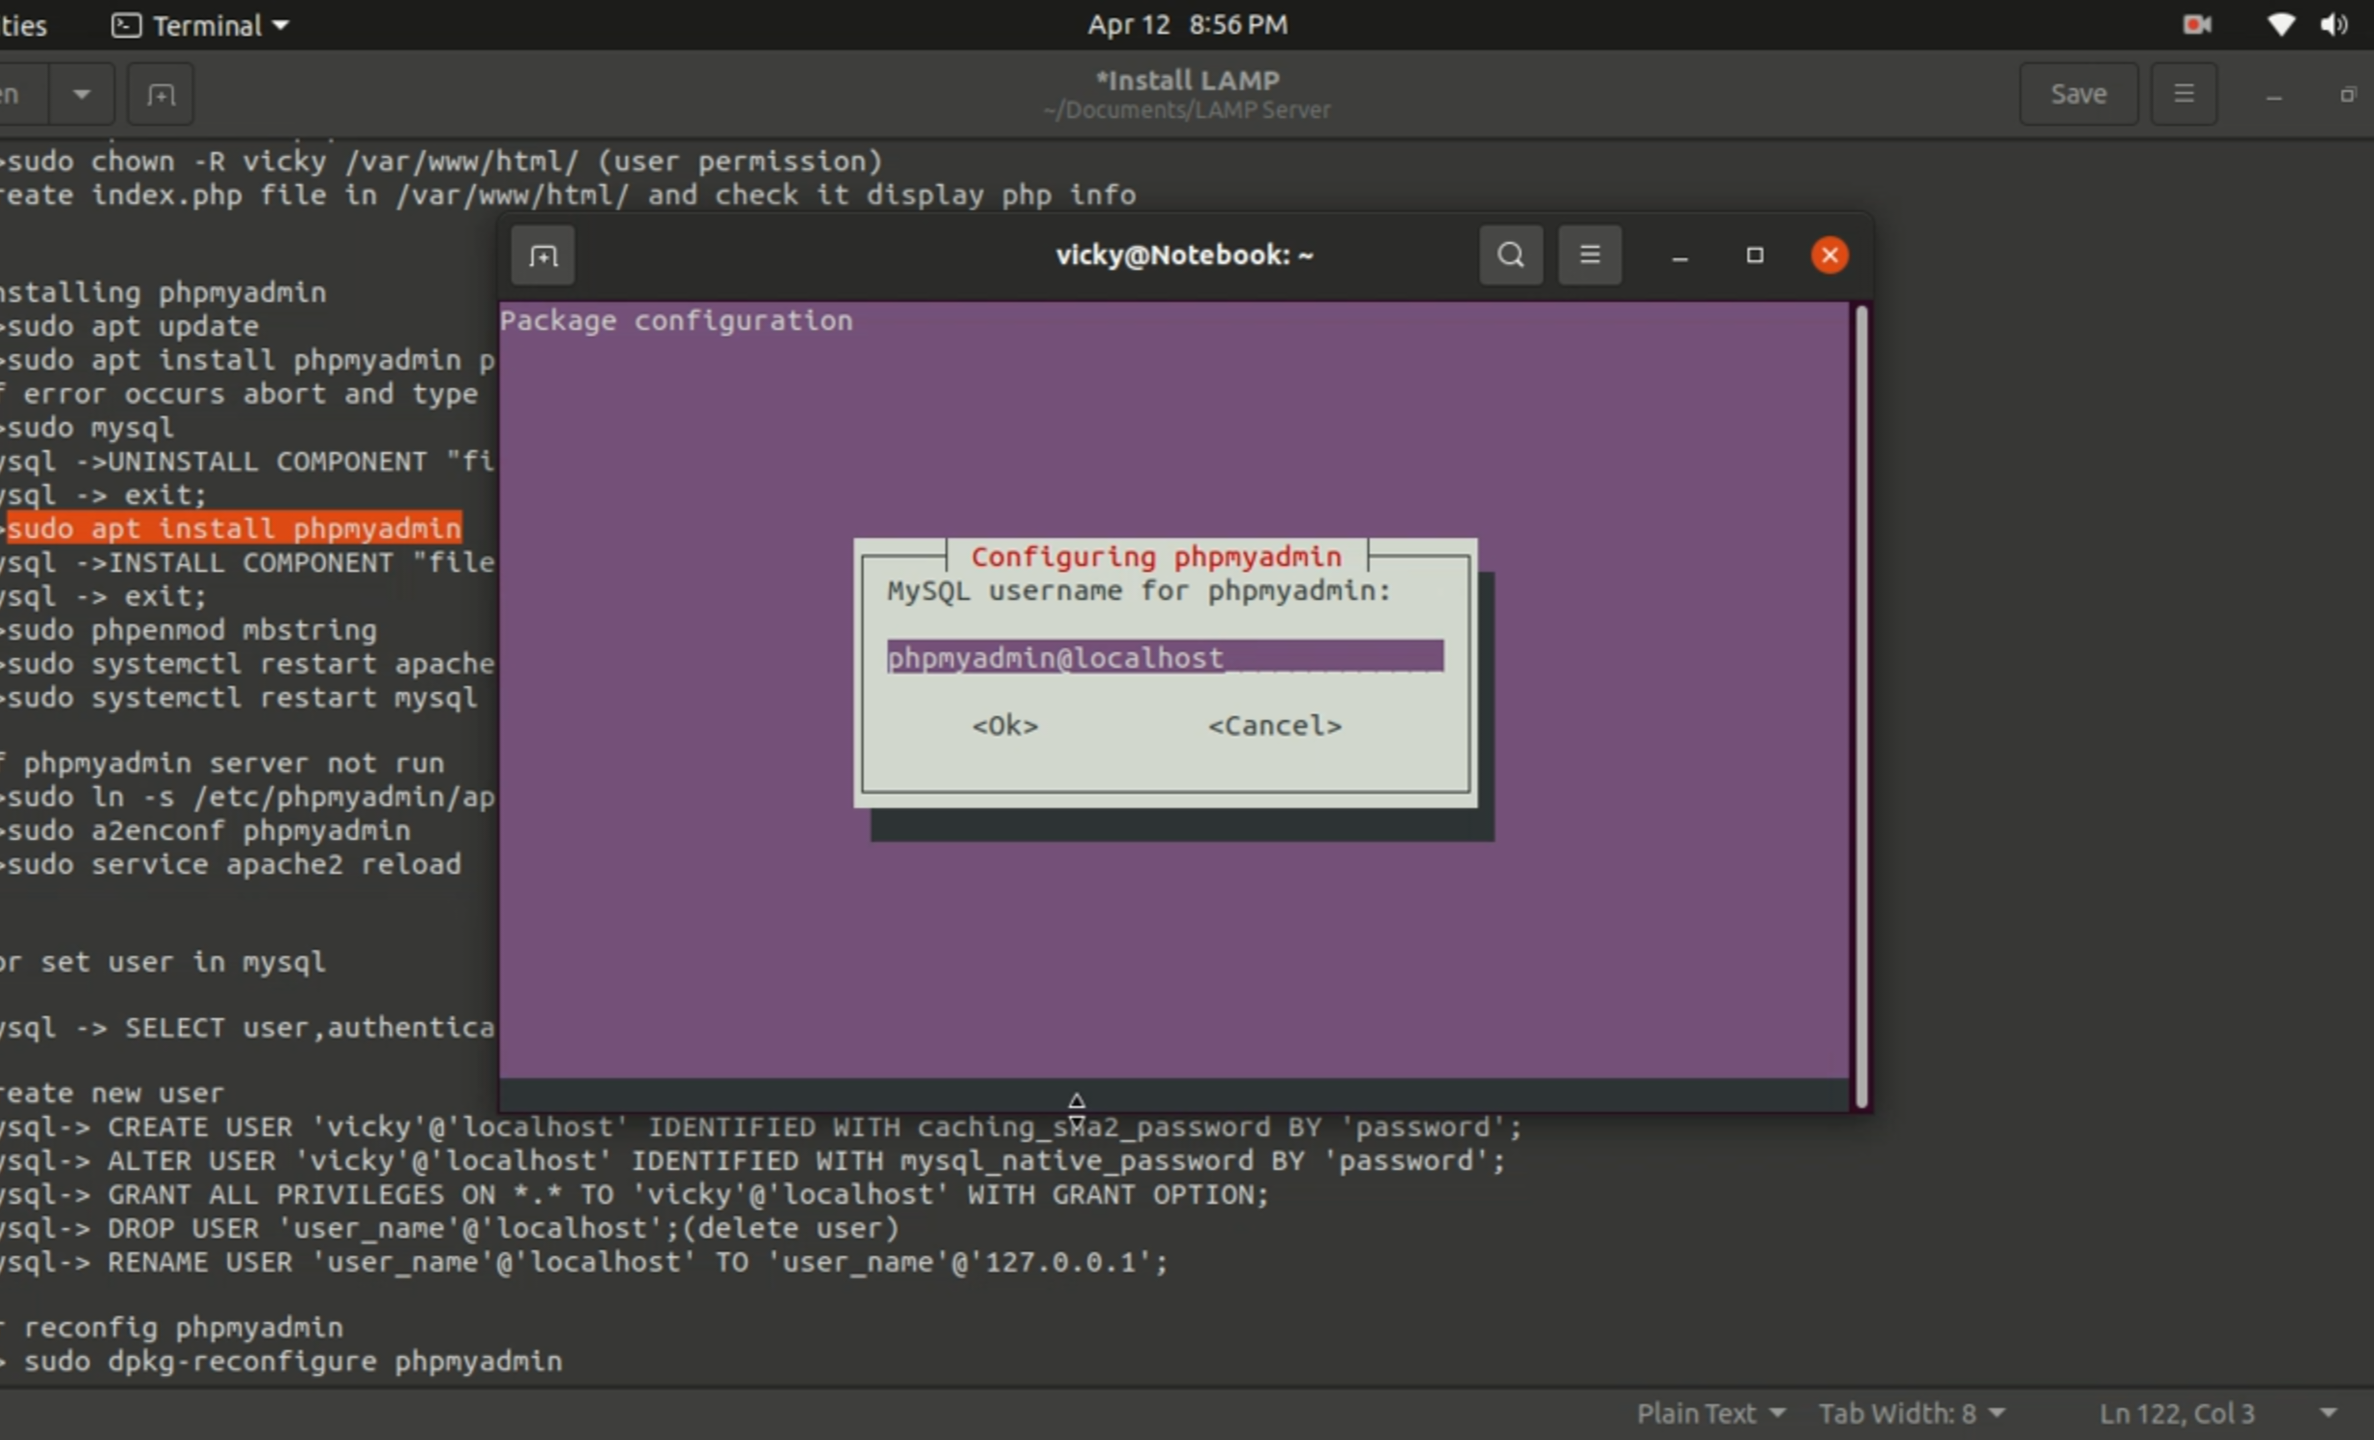 ties
Terminal
Apr 12 8:56 PM
en
*Install LAMP
~/Documents/LAMP Server
Save
>sudo chown -R vicky /var/www/html/ (user permission)
reate index.php file in /var/www/html/ and check it display php info
nstalling phpmyadmin
>sudo apt update
>sudo apt install phpmyadmin p
f error occurs abort and type
>sudo mysql
ysql ->UNINSTALL COMPONENT "fi
ysql -> exit;
>sudo apt install phpmyadmin
ysql ->INSTALL COMPONENT "file
ysql -> exit;
>sudo phpenmod mbstring
>sudo systemctl restart apache
>sudo systemctl restart mysql
f phpmyadmin server not run
>sudo ln -s /etc/phpmyadmin/ap
>sudo a2enconf phpmyadmin
>sudo service apache2 reload
or set user in mysql
ysql -> SELECT user,authentica
reate new user
ysql-> CREATE USER 'vicky'@'localhost' IDENTIFIED WITH caching_sha2_password BY 'password';
ysql-> ALTER USER 'vicky'@'localhost' IDENTIFIED WITH mysql_native_password BY 'password';
ysql-> GRANT ALL PRIVILEGES ON *.* TO 'vicky'@'localhost' WITH GRANT OPTION;
ysql-> DROP USER 'user_name'@'localhost';(delete user)
ysql-> RENAME USER 'user_name'@'localhost' TO 'user_name'@'127.0.0.1';
r reconfig phpmyadmin
> sudo dpkg-reconfigure phpmyadmin
vicky@Notebook: ~
Package configuration
Configuring phpmyadmin
MySQL username for phpmyadmin:
phpmyadmin@localhost
<Ok> <Cancel>
Plain Text Tab Width: 8 Ln 122, Col 3